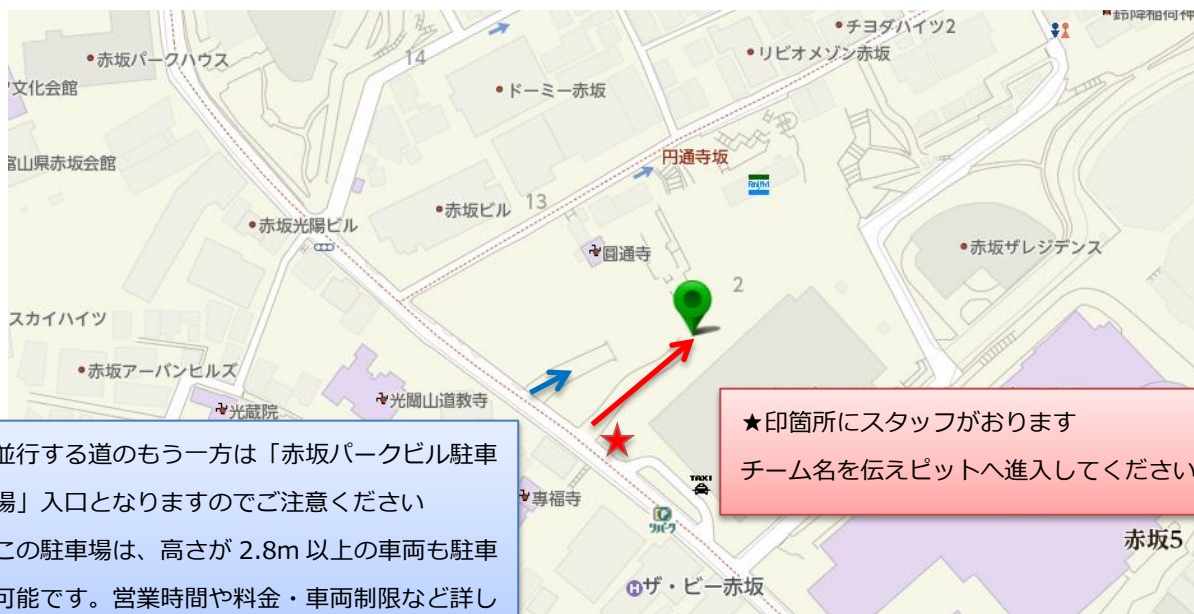 鈴降稲荷神
チヨダハイツ2
リビオメゾン赤坂
赤坂パークハウス
14
文化会館
ドーミー赤坂
富山県赤坂会館
円通寺坂
FamilyMart
赤坂ビル
13
赤坂光陽ビル
圓通寺
赤坂ザレジデンス
2
スカイハイツ
赤坂アーバンヒルズ
光闡山道教寺
光蔵院
★印箇所にスタッフがおります
チーム名を伝えピットへ進入してください
並行する道のもう一方は「赤坂パークビル駐車
場」入口となりますのでご注意ください
この駐車場は、高さが 2.8m 以上の車両も駐車
可能です。営業時間や料金・車両制限など詳し
TAXI
専福寺
P
リパーク
赤坂5
H
ザ・ビー赤坂